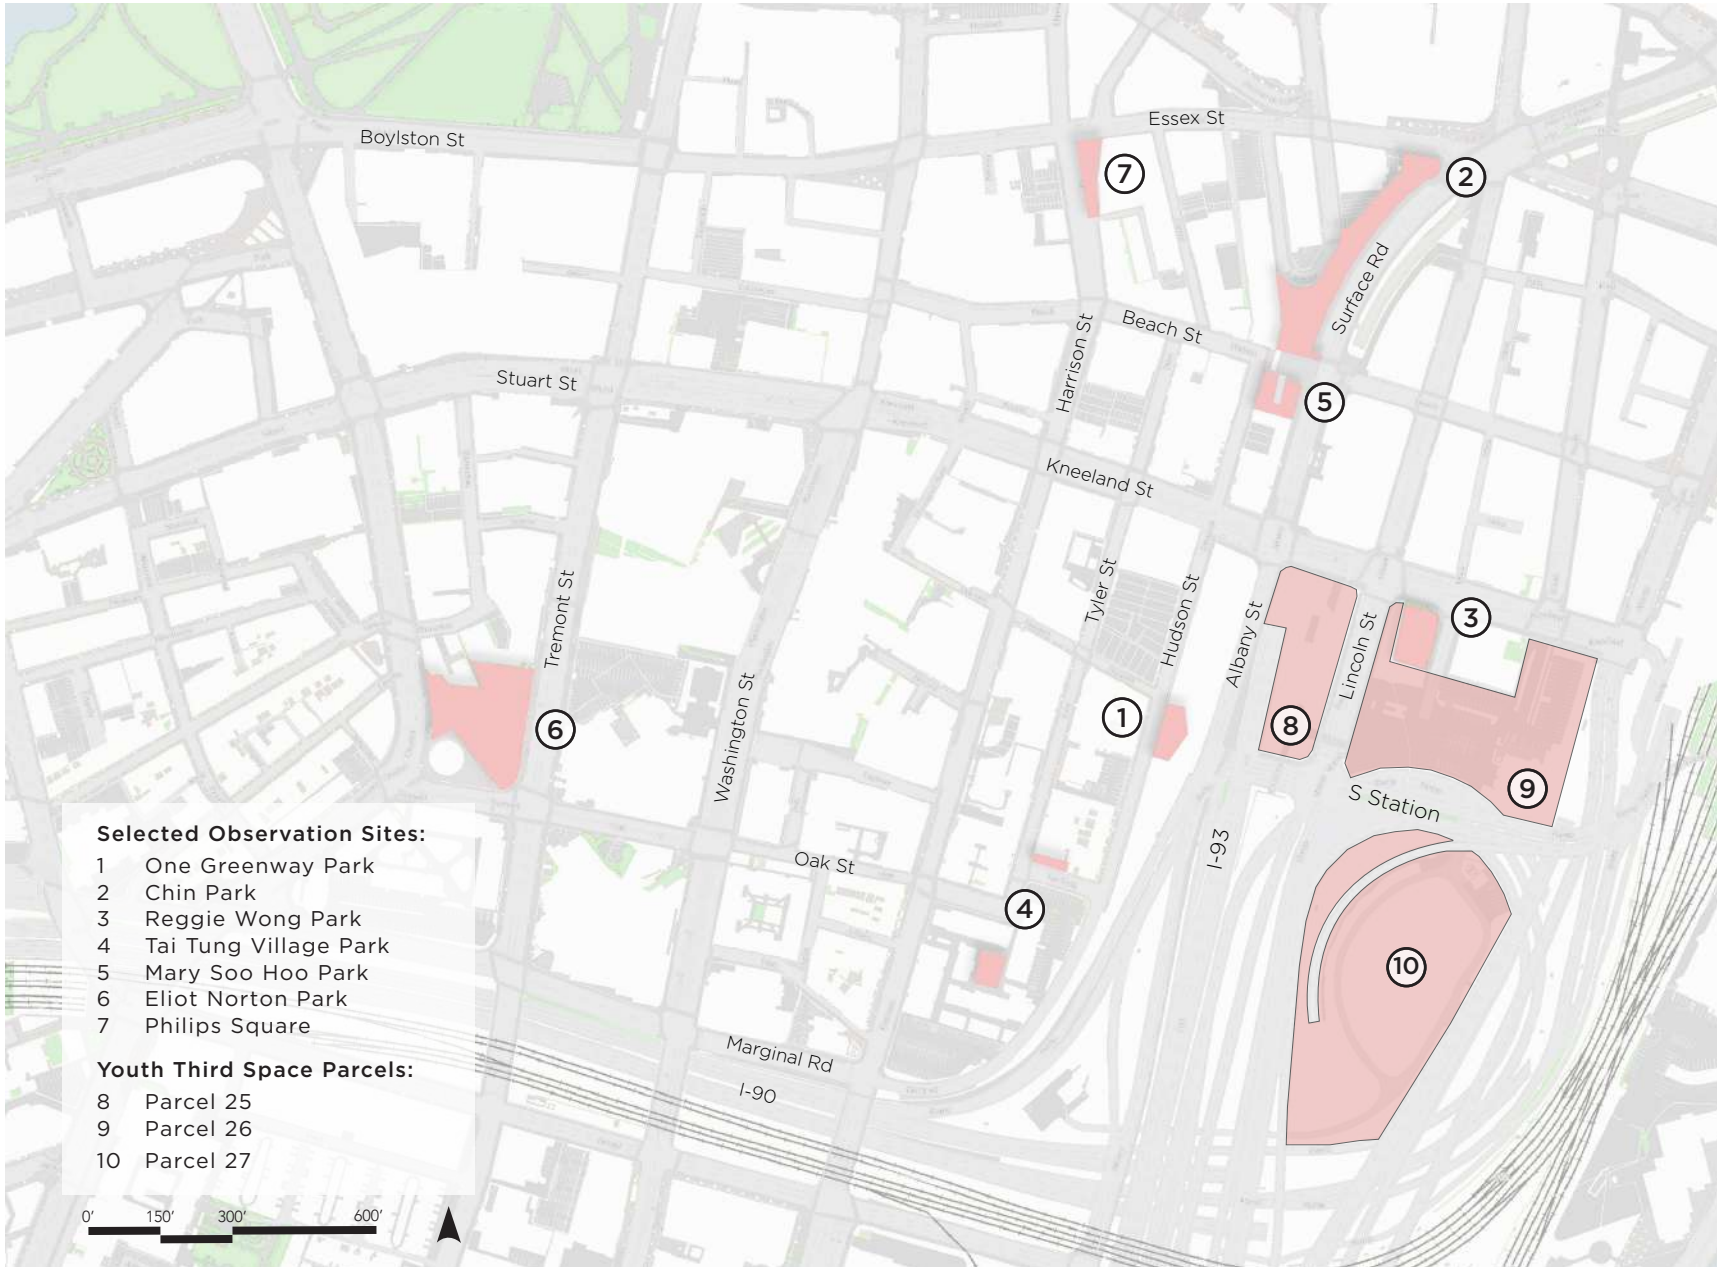 Boylston St
Essex St
7
2
Surface Rd
Beach St
Harrison St
Stuart St
5
Kneeland St
Tremont St
Tyler St
Hudson St
Albany St
Lincoln St
3
Washington St
1
6
8
9
S Station
I-93
Oak St
4
10
Marginal Rd
I-90
Selected Observation Sites:
1 One Greenway Park
2 Chin Park
3 Reggie Wong Park
4 Tai Tung Village Park
5 Mary Soo Hoo Park
6 Eliot Norton Park
7 Philips Square
Youth Third Space Parcels:
8 Parcel 25
9 Parcel 26
10 Parcel 27
0' 150' 300' 600'